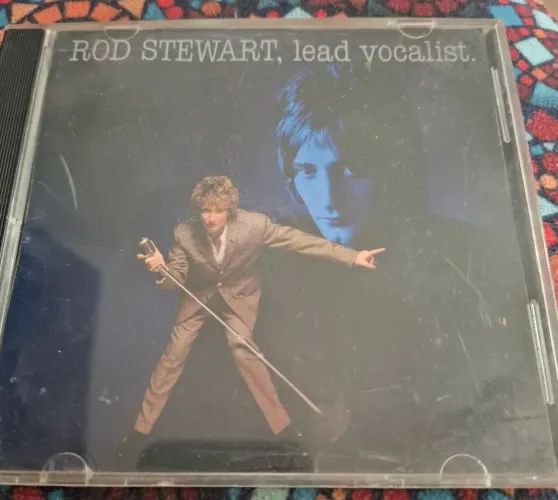 ROD STEWART, lead vocalist.